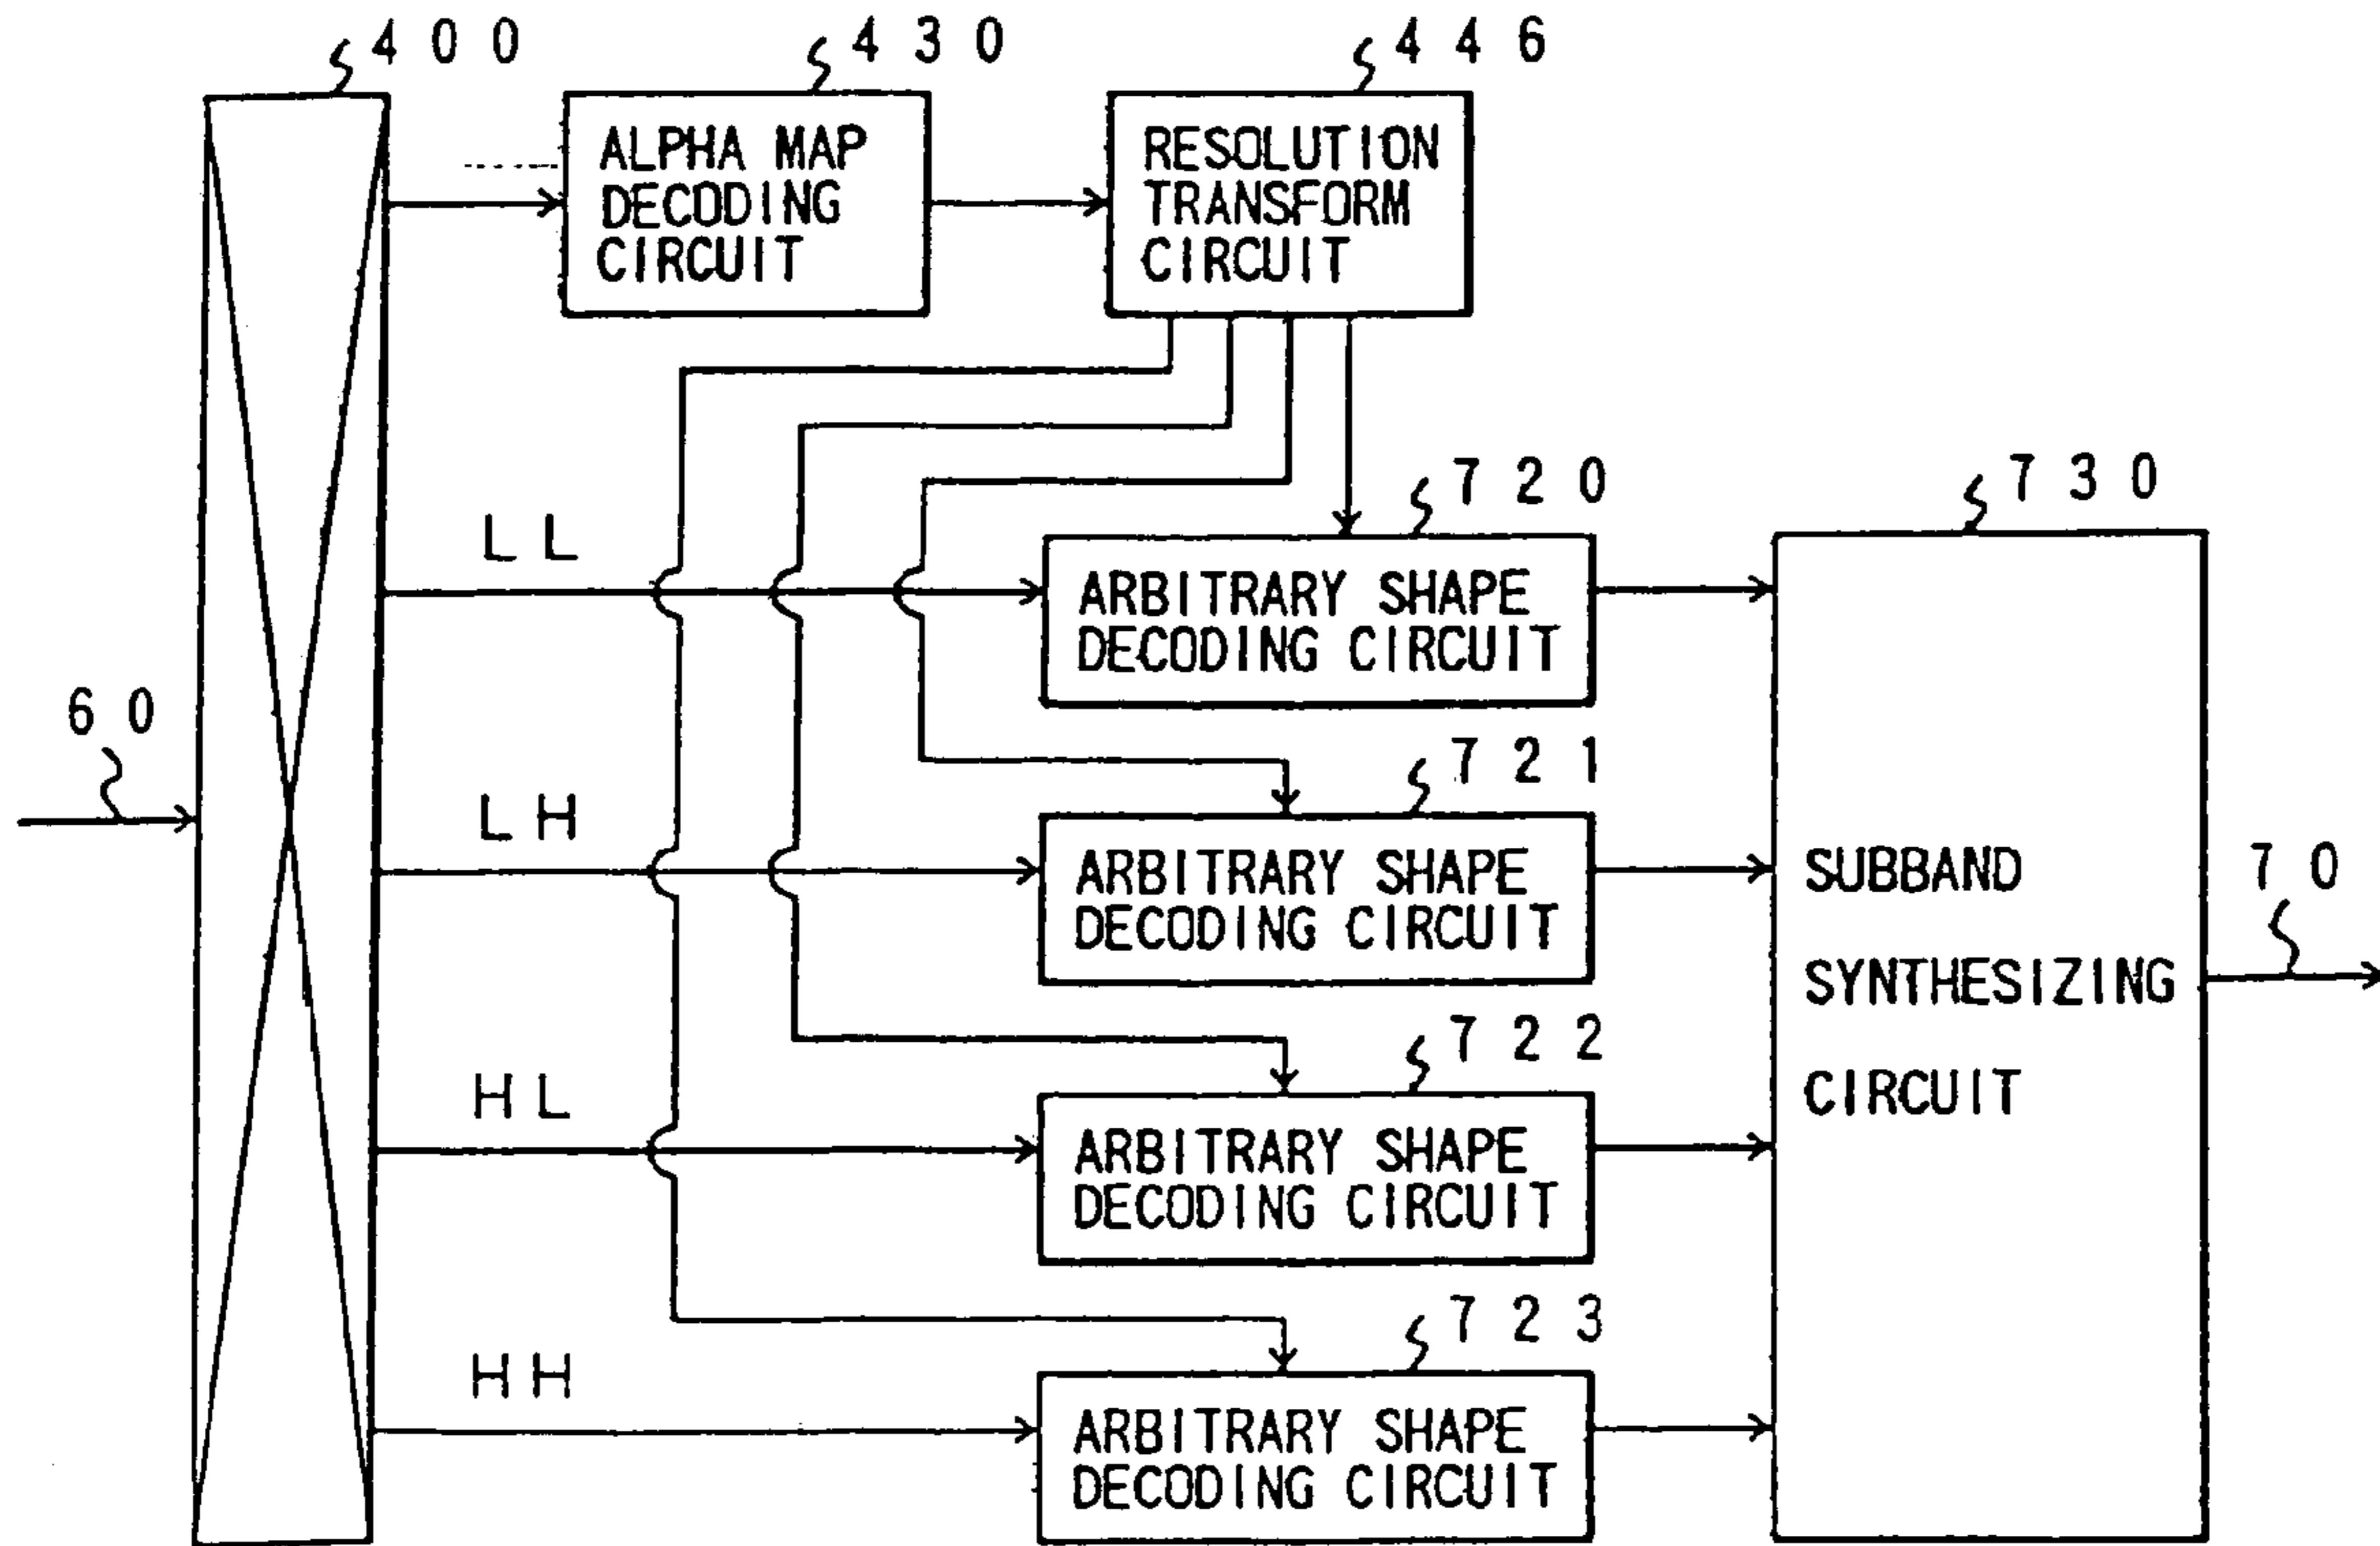 400
430
446
ALPHA MAP
DECODING
CIRCUIT
RESOLUTION
TRANSFORM
CIRCUIT
720
730
LL
ARBITRARY SHAPE
DECODING CIRCUIT
60
721
LH
ARBITRARY SHAPE
DECODING CIRCUIT
SUBBAND
SYNTHESIZING
CIRCUIT
70
722
HL
ARBITRARY SHAPE
DECODING CIRCUIT
723
HH
ARBITRARY SHAPE
DECODING CIRCUIT